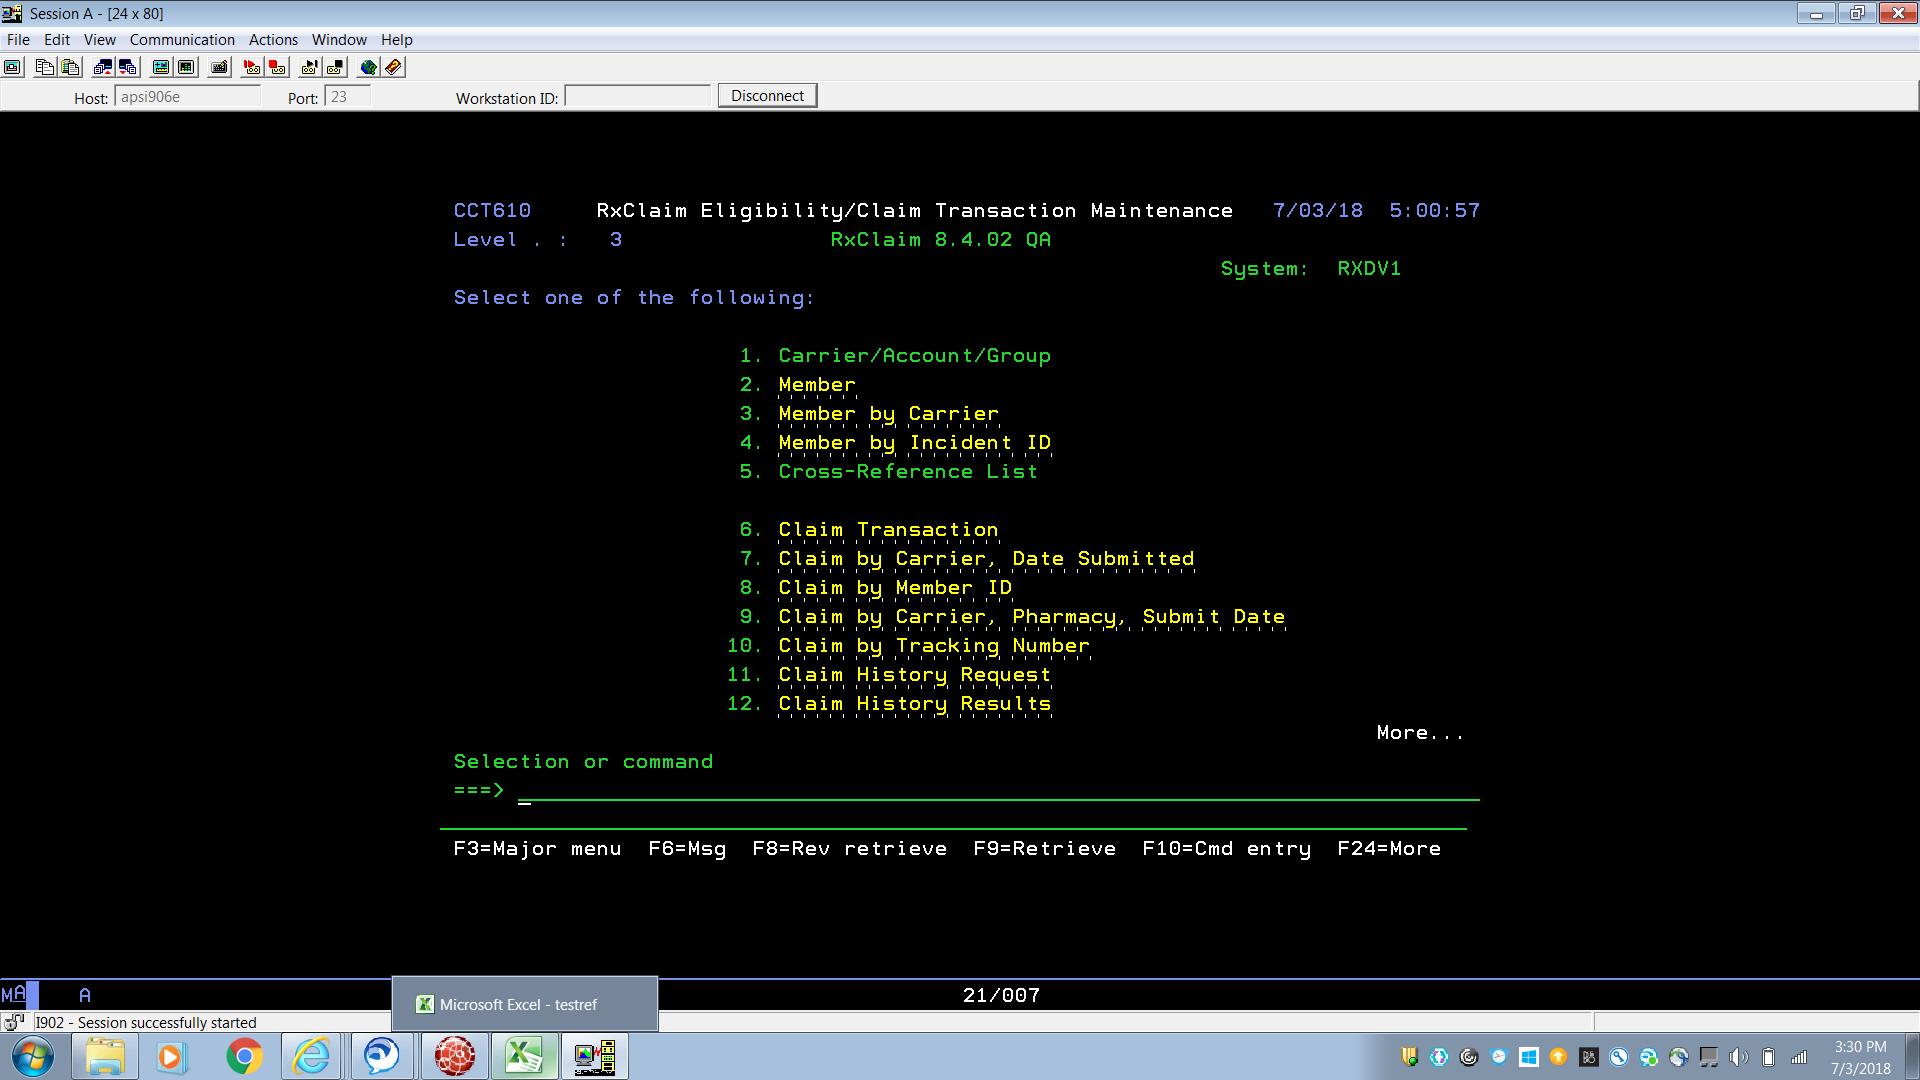 Session A - [24 x 80]
File Edit View Communication Actions Window Help
Host: apsi906e Port: 23 Workstation ID: Disconnect
CCT610 RxClaim Eligibility/Claim Transaction Maintenance 7/03/18 5:00:57
Level . : 3 RxClaim 8.4.02 QA
System: RXDV1
Select one of the following:
1. Carrier/Account/Group
2. Member
3. Member by Carrier
4. Member by Incident ID
5. Cross-Reference List
6. Claim Transaction
7. Claim by Carrier, Date Submitted
8. Claim by Member ID
9. Claim by Carrier, Pharmacy, Submit Date
10. Claim by Tracking Number
11. Claim History Request
12. Claim History Results
More...
Selection or command
===>
F3=Major menu F6=Msg F8=Rev retrieve F9=Retrieve F10=Cmd entry F24=More
MA A 21/007
Microsoft Excel - testref
I902 - Session successfully started
3:30 PM
7/3/2018